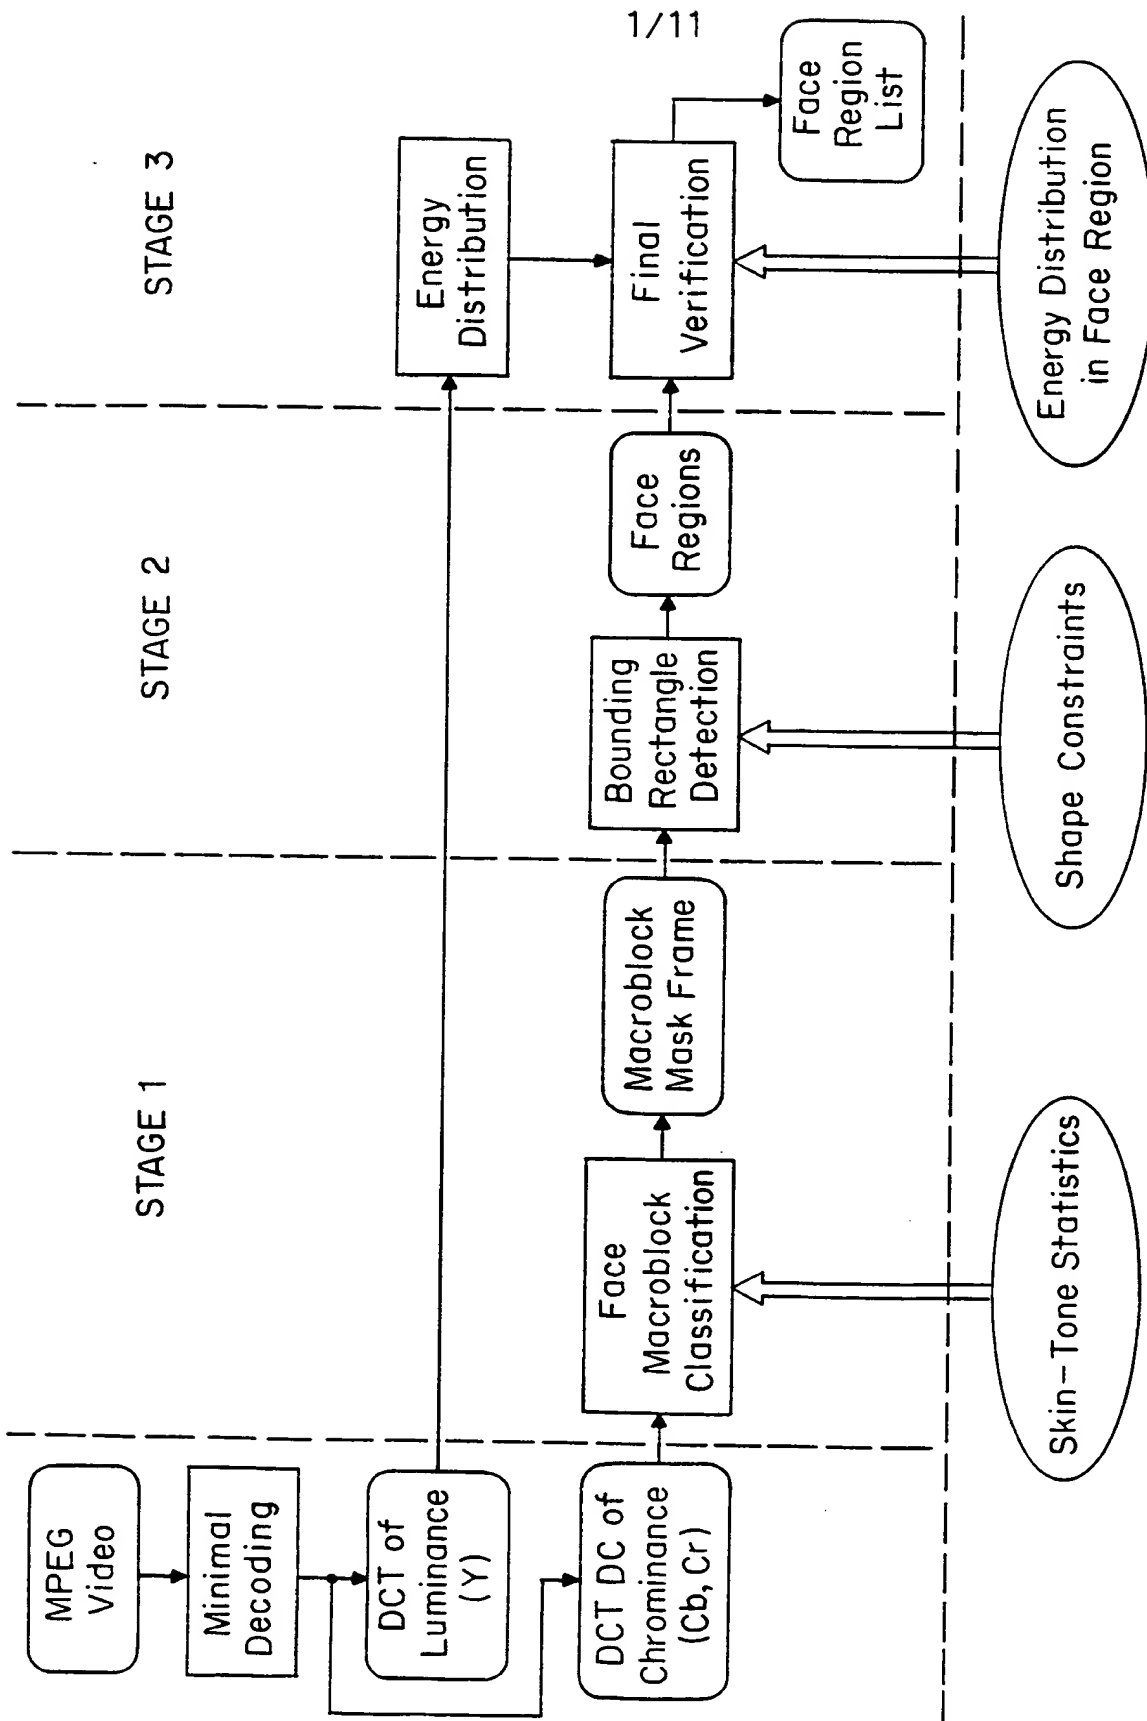 1/11
STAGE 1
STAGE 2
STAGE 3
MPEG
Video
Minimal
Decoding
DCT of
Luminance
(Y)
DCT DC of
Chrominance
(Cb, Cr)
Face
Macroblock
Classification
Macroblock
Mask Frame
Bounding
Rectangle
Detection
Face
Regions
Energy
Distribution
Final
Verification
Face
Region
List
Skin-Tone Statistics
Shape Constraints
Energy Distribution
in Face Region